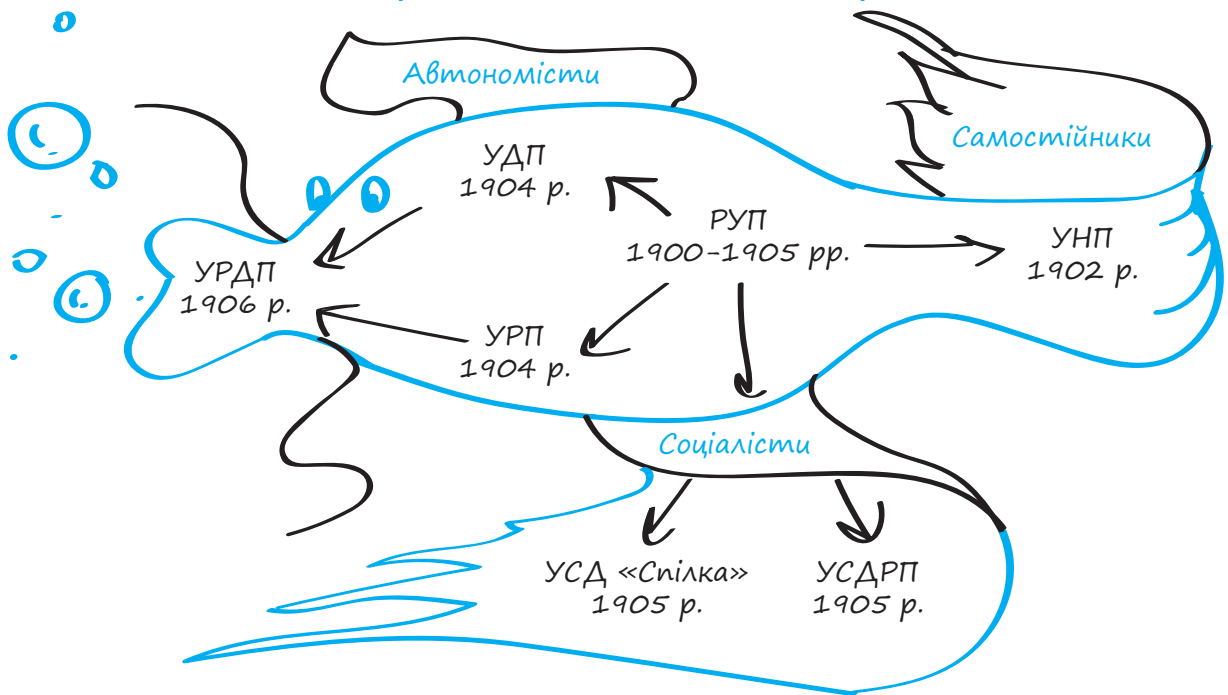 Автономісти
Самостійники
УДП
1904 р.
РУП
1900-1905 рр.
УНП
1902 р.
УРДП
1906 р.
УРП
1904 р.
Соціалісти
УСД «Спілка»
1905 р.
УСДРП
1905 р.